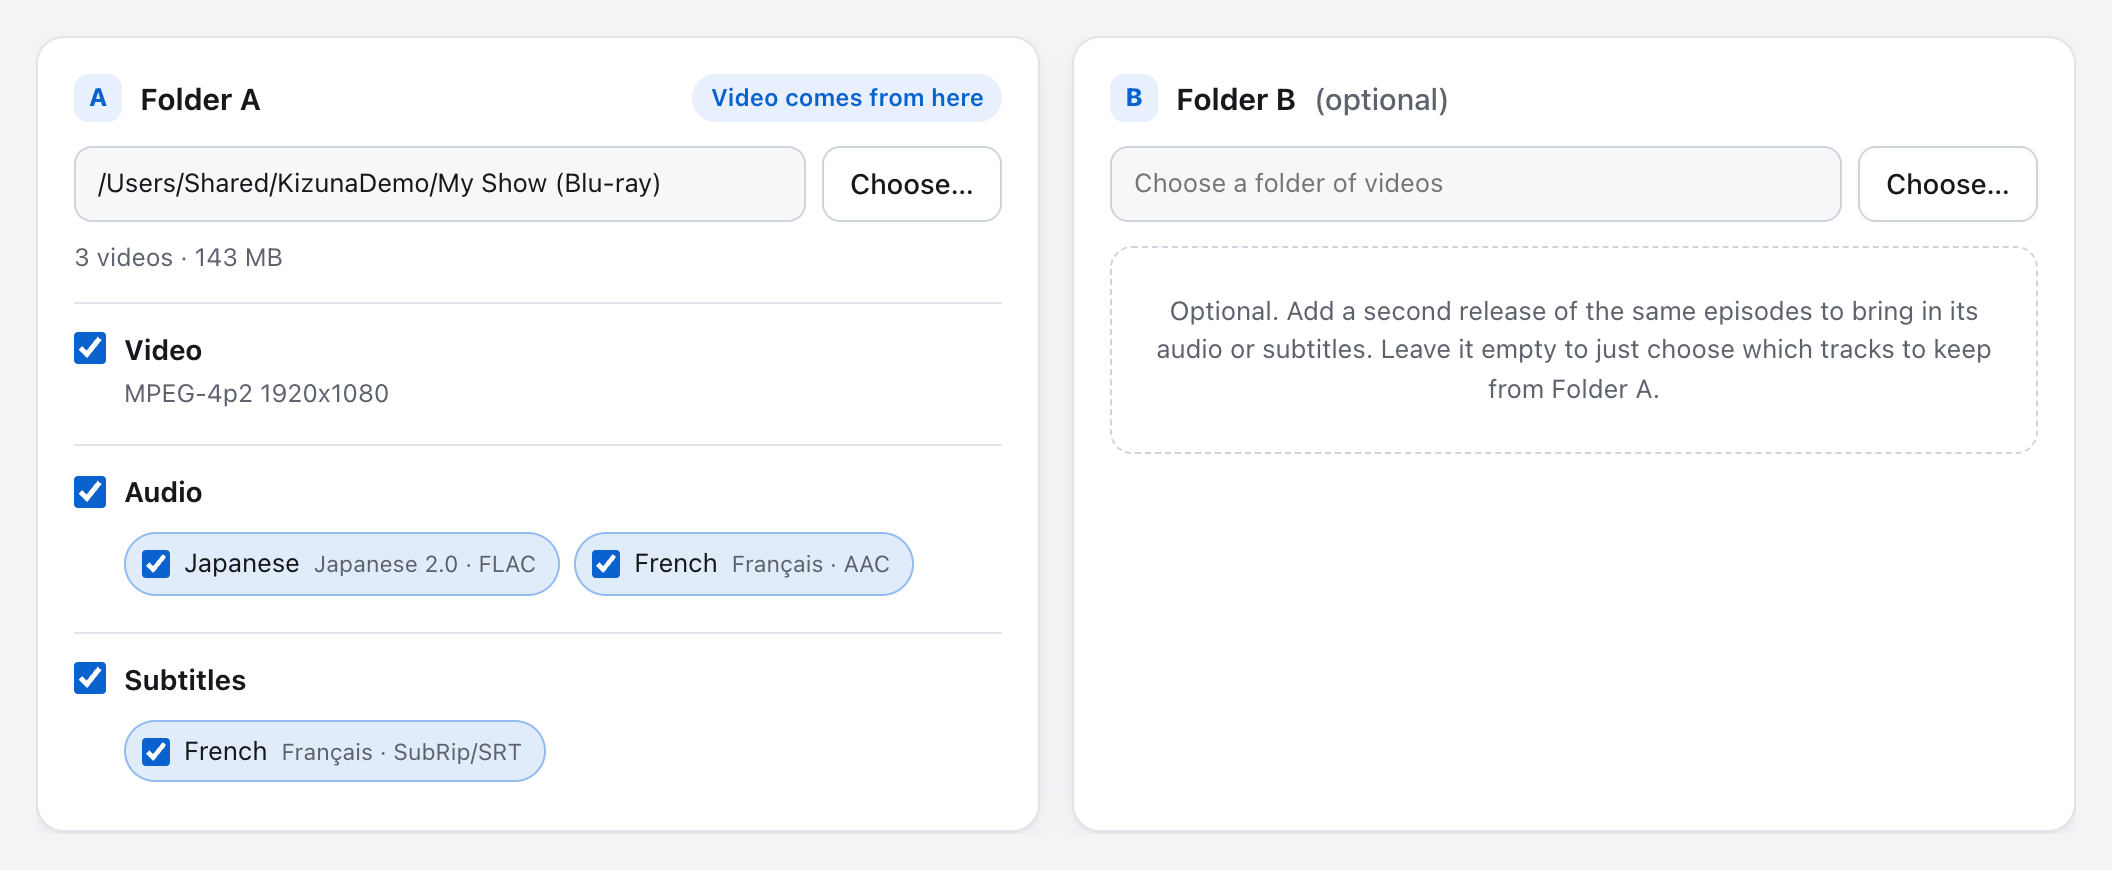 A
Folder A
Video comes from here
/Users/Shared/KizunaDemo/My Show (Blu-ray)
Choose...
3 videos · 143 MB
Video
MPEG-4p2 1920x1080
Audio
Japanese Japanese 2.0 · FLAC
French Français · AAC
Subtitles
French Français · SubRip/SRT
B
Folder B (optional)
Choose a folder of videos
Choose...
Optional. Add a second release of the same episodes to bring in its
audio or subtitles. Leave it empty to just choose which tracks to keep
from Folder A.